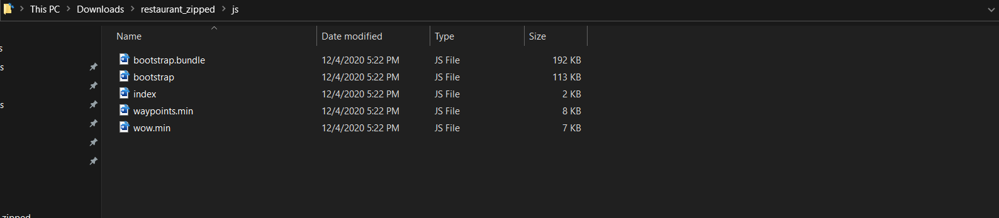 This PC > Downloads > restaurant_zipped > js
Name Date modified Type Size
s
bootstrap.bundle 12/4/2020 5:22 PM JS File 192 KB
s
bootstrap 12/4/2020 5:22 PM JS File 113 KB
index 12/4/2020 5:22 PM JS File 2 KB
s
waypoints.min 12/4/2020 5:22 PM JS File 8 KB
wow.min 12/4/2020 5:22 PM JS File 7 KB
zipped